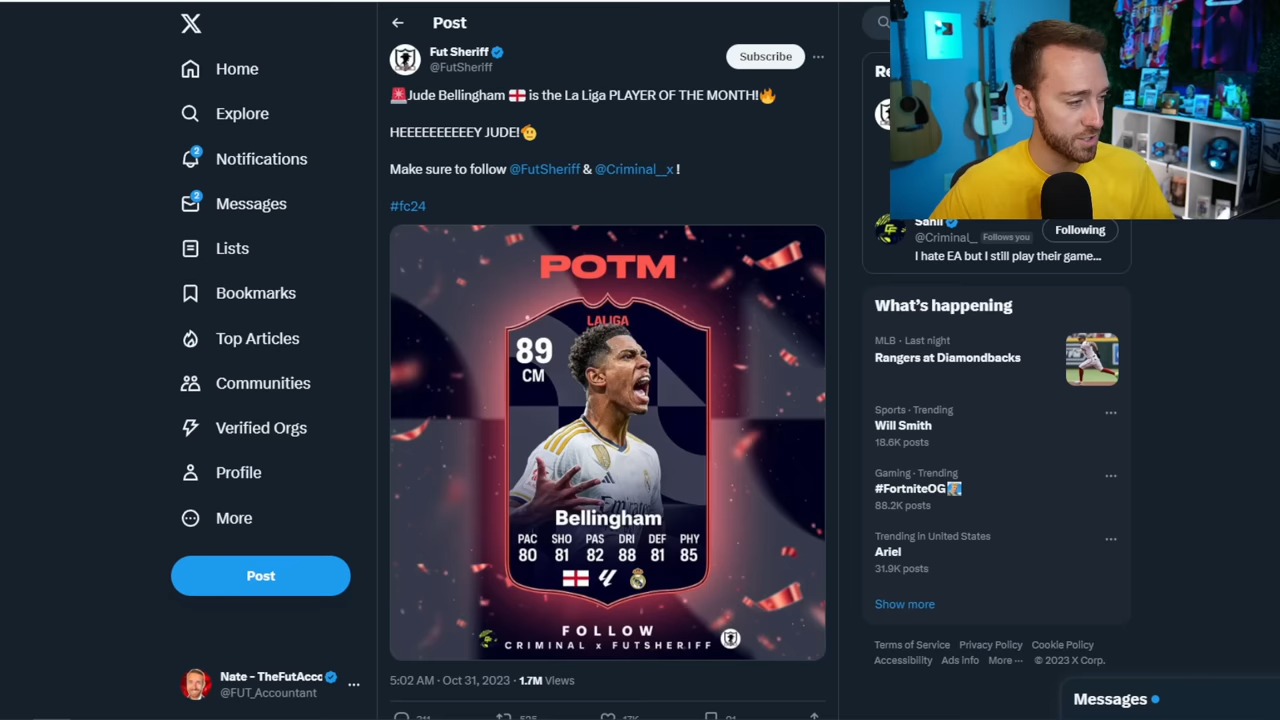 Home
Explore
2
Notifications
2
Messages
Lists
Bookmarks
Top Articles
Communities
Verified Orgs
Profile
More
Post
Nate - TheFutAcc
@FUT_Accountant
Post
Fut Sheriff
@FutSheriff
Subscribe
🚨Jude Bellingham 🏴󠁧󠁢󠁥󠁮󠁧󠁿 is the La Liga PLAYER OF THE MONTH!🔥
HEEEEEEEEEEY JUDE!🫡
Make sure to follow @FutSheriff & @Criminal__x !
#fc24
POTM
LALIGA
89
CM
Bellingham
PAC SHO PAS DRI DEF PHY
80 81 82 88 81 85
FOLLOW
CRIMINAL x FUTSHERIFF
5:02 AM · Oct 31, 2023 · 1.7M Views
Re
Sahil
@Criminal_ Follows you
Following
I hate EA but I still play their game...
What's happening
MLB · Last night
Rangers at Diamondbacks
Sports · Trending
Will Smith
18.6K posts
Gaming · Trending
#FortniteOG
88.2K posts
Trending in United States
Ariel
31.9K posts
Show more
Terms of Service Privacy Policy Cookie Policy
Accessibility Ads info More ··· © 2023 X Corp.
Messages